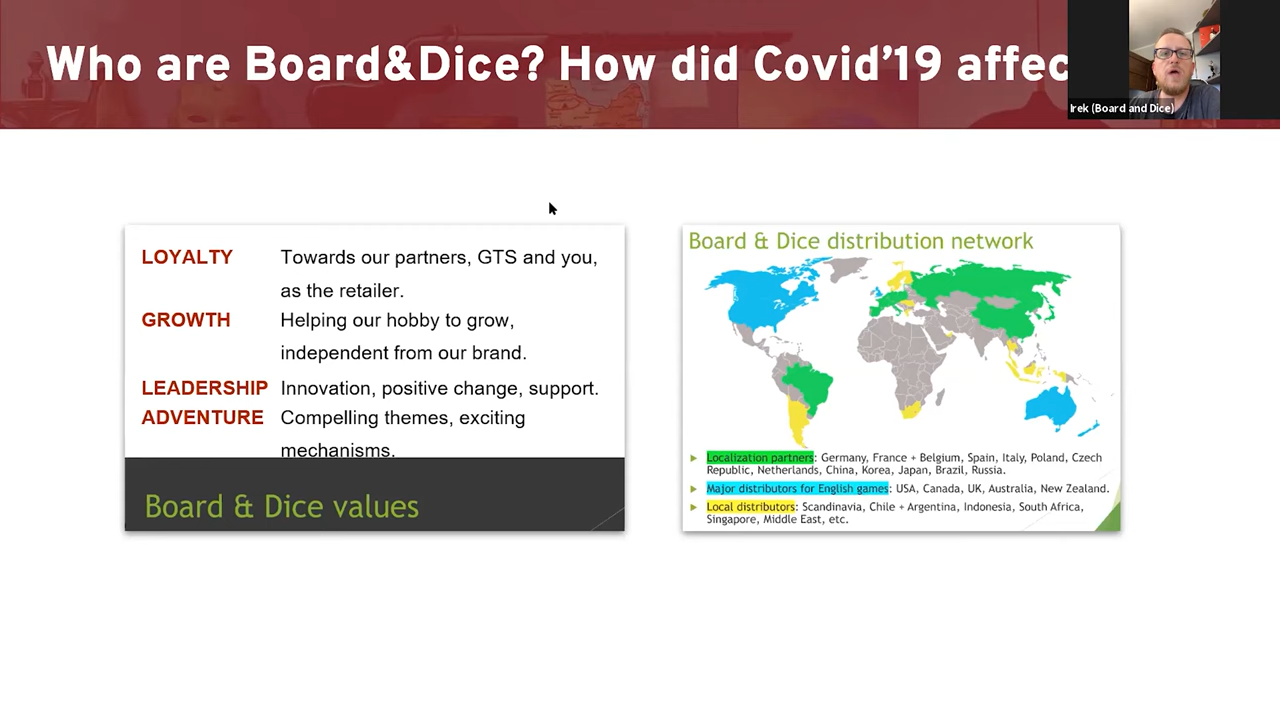 Who are Board&Dice? How did Covid'19 affec
Irek (Board and Dice)
LOYALTY Towards our partners, GTS and you,
as the retailer.
GROWTH Helping our hobby to grow,
independent from our brand.
LEADERSHIP Innovation, positive change, support.
ADVENTURE Compelling themes, exciting
mechanisms.
Board & Dice values
Board & Dice distribution network
Localization partners: Germany, France + Belgium, Spain, Italy, Poland, Czech
Republic, Netherlands, China, Korea, Japan, Brazil, Russia.
Major distributors for English games: USA, Canada, UK, Australia, New Zealand.
Local distributors: Scandinavia, Chile + Argentina, Indonesia, South Africa,
Singapore, Middle East, etc.